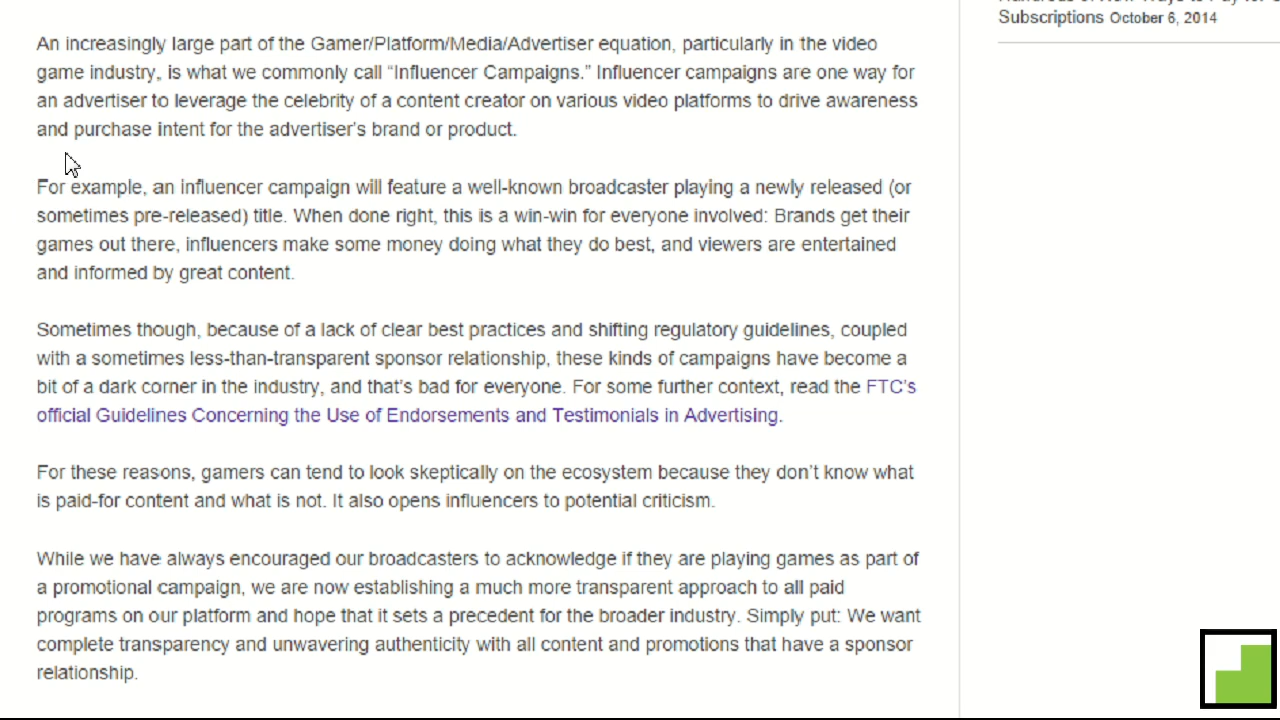 An increasingly large part of the Gamer/Platform/Media/Advertiser equation, particularly in the video
game industry, is what we commonly call “Influencer Campaigns.” Influencer campaigns are one way for
an advertiser to leverage the celebrity of a content creator on various video platforms to drive awareness
and purchase intent for the advertiser's brand or product.
For example, an influencer campaign will feature a well-known broadcaster playing a newly released (or
sometimes pre-released) title. When done right, this is a win-win for everyone involved: Brands get their
games out there, influencers make some money doing what they do best, and viewers are entertained
and informed by great content.
Sometimes though, because of a lack of clear best practices and shifting regulatory guidelines, coupled
with a sometimes less-than-transparent sponsor relationship, these kinds of campaigns have become a
bit of a dark corner in the industry, and that’s bad for everyone. For some further context, read the FTC’s
official Guidelines Concerning the Use of Endorsements and Testimonials in Advertising.
For these reasons, gamers can tend to look skeptically on the ecosystem because they don’t know what
is paid-for content and what is not. It also opens influencers to potential criticism.
While we have always encouraged our broadcasters to acknowledge if they are playing games as part of
a promotional campaign, we are now establishing a much more transparent approach to all paid
programs on our platform and hope that it sets a precedent for the broader industry. Simply put: We want
complete transparency and unwavering authenticity with all content and promotions that have a sponsor
relationship.
Subscriptions October 6, 2014